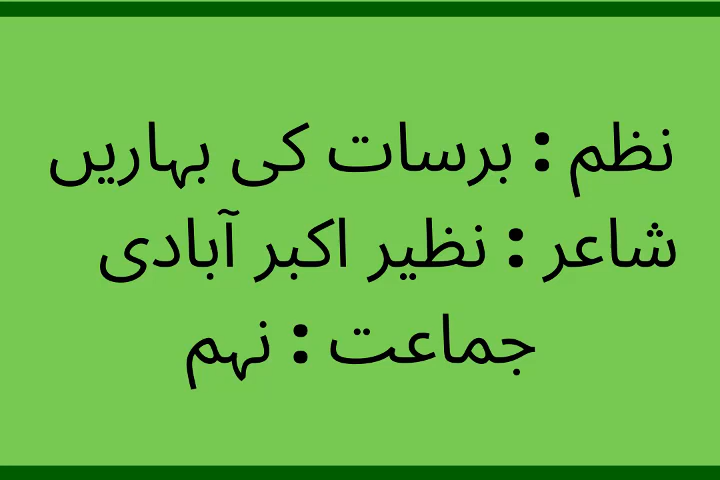 نظم : برسات کی بہاریں
شاعر : نظیر اکبر آبادی
جماعت : نہم